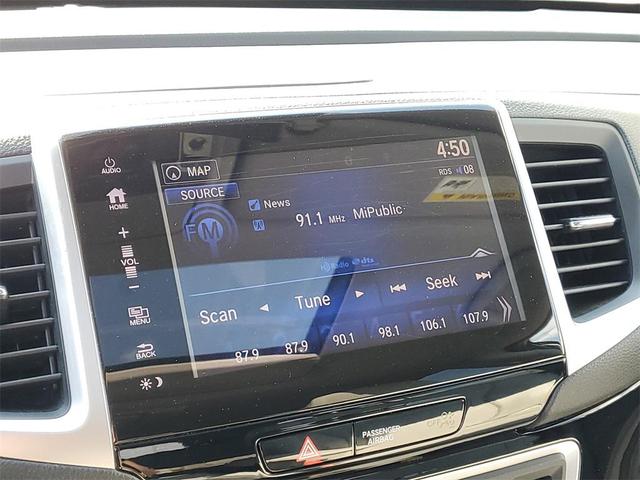 4:50
MAP
AUDIO
RDS 08
SOURCE
HOME
News
FM
91.1 MHz MiPublic
+
VOL
−
dts
Scan Tune Seek
MENU
87.9 87.9 90.1 98.1 106.1 107.9
BACK
PASSENGER
AIRBAG